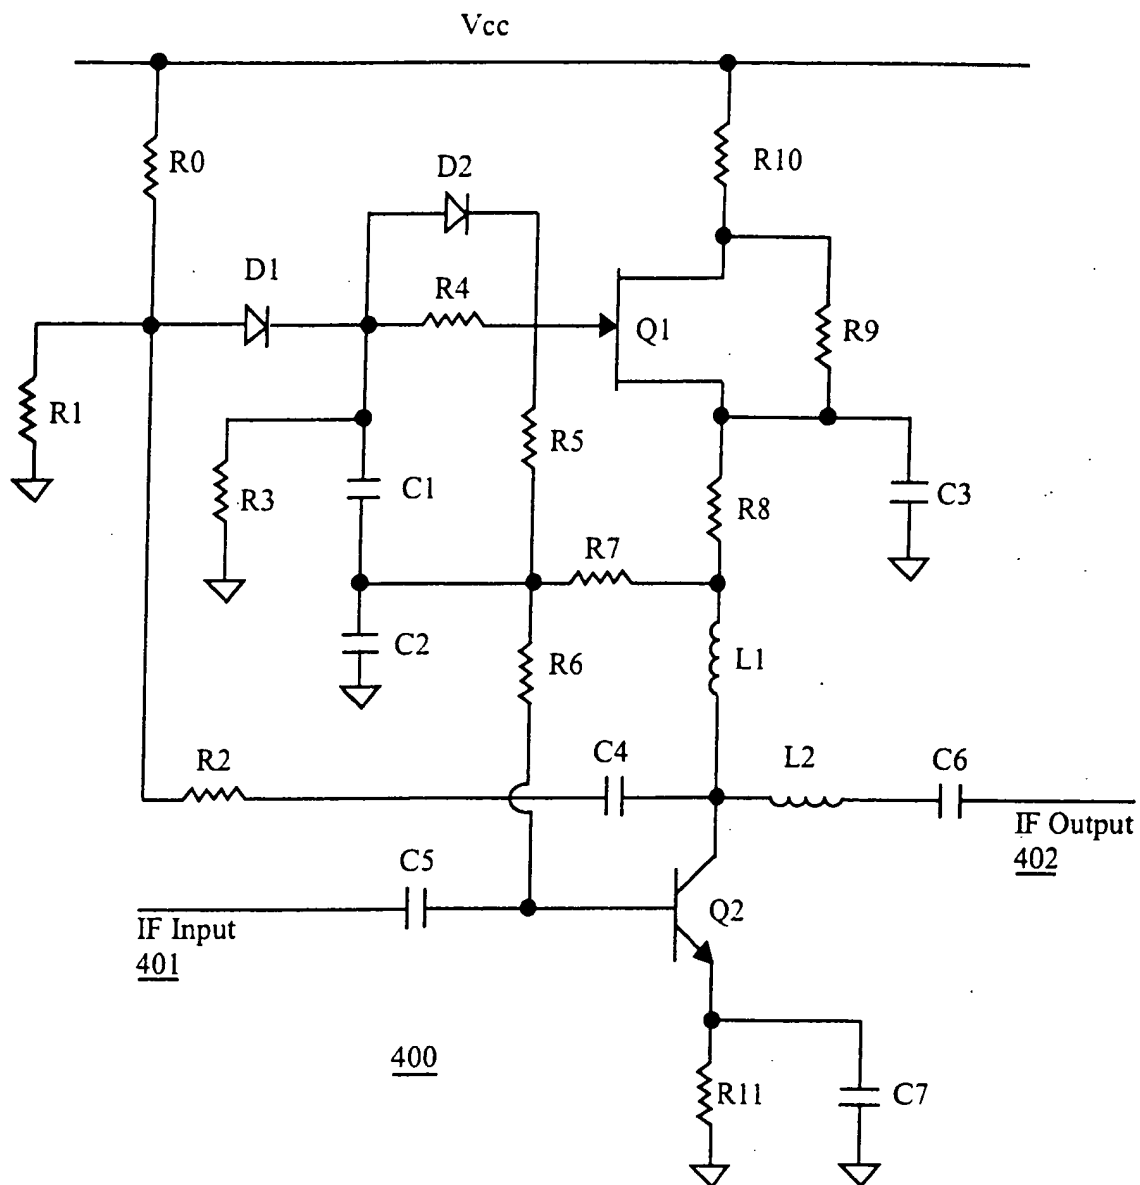 Vcc
R0
R10
D2
D1
R4
Q1
R9
R1
R5
R3
C1
R8
C3
R7
C2
R6
L1
R2
C4
L2
C6
IF Output
402
C5
IF Input
401
Q2
400
R11
C7